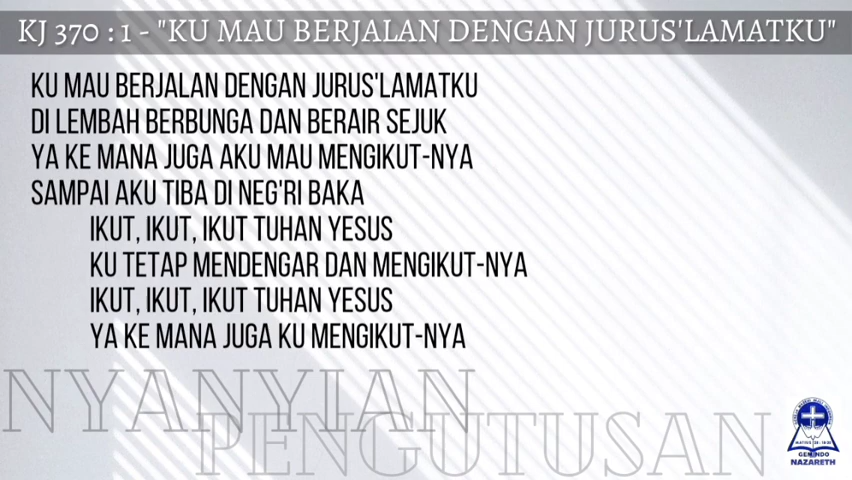 KJ 370 : 1 - "KU MAU BERJALAN DENGAN JURUS'LAMATKU"
KU MAU BERJALAN DENGAN JURUS'LAMATKU
DI LEMBAH BERBUNGA DAN BERAIR SEJUK
YA KE MANA JUGA AKU MAU MENGIKUT-NYA
SAMPAI AKU TIBA DI NEG'RI BAKA
IKUT, IKUT, IKUT TUHAN YESUS
KU TETAP MENDENGAR DAN MENGIKUT-NYA
IKUT, IKUT, IKUT TUHAN YESUS
YA KE MANA JUGA KU MENGIKUT-NYA
NYANYIAN
PENGUTUSAN
GERMINDO
NAZARETH